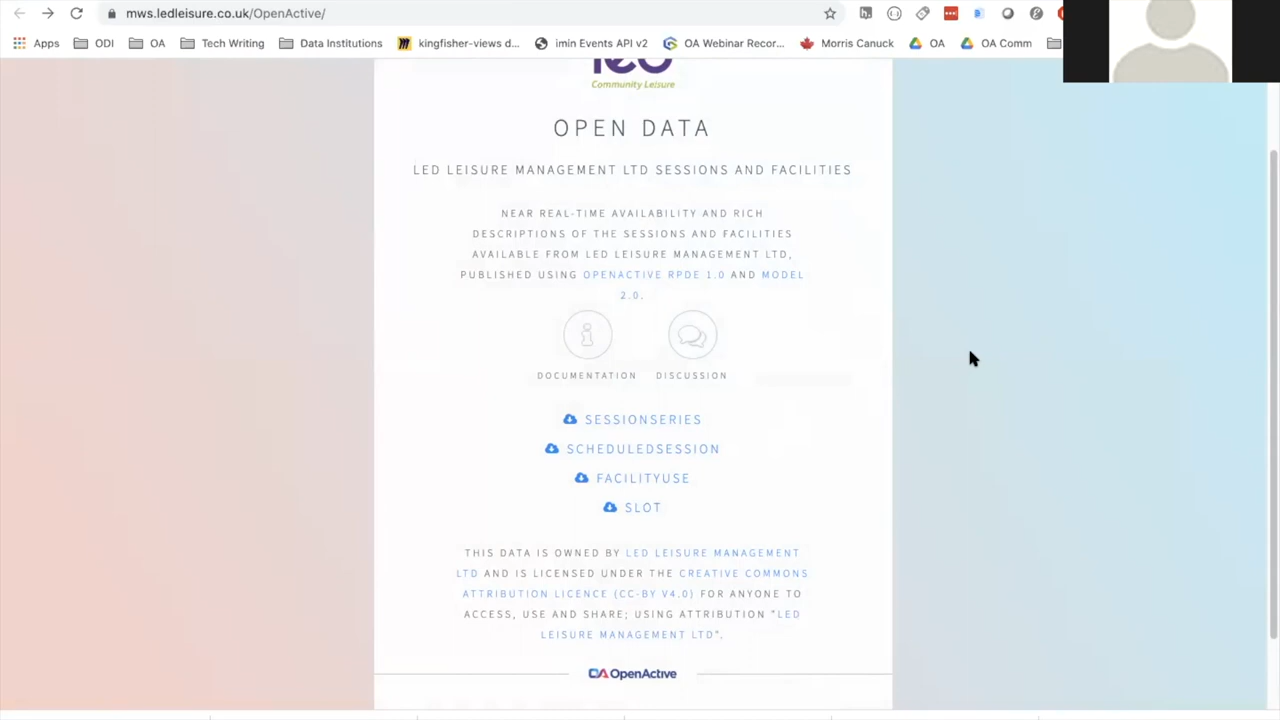 mws.ledleisure.co.uk/OpenActive/
Apps ODI OA Tech Writing Data Institutions kingfisher-views d... imin Events API v2 OA Webinar Recor... Morris Canuck OA OA Comm
Community Leisure
OPEN DATA
LED LEISURE MANAGEMENT LTD SESSIONS AND FACILITIES
NEAR REAL-TIME AVAILABILITY AND RICH
DESCRIPTIONS OF THE SESSIONS AND FACILITIES
AVAILABLE FROM LED LEISURE MANAGEMENT LTD,
PUBLISHED USING OPENACTIVE RPDE 1.0 AND MODEL
2.0.
DOCUMENTATION DISCUSSION
SESSIONSERIES
SCHEDULEDSESSION
FACILITYUSE
SLOT
THIS DATA IS OWNED BY LED LEISURE MANAGEMENT
LTD AND IS LICENSED UNDER THE CREATIVE COMMONS
ATTRIBUTION LICENCE (CC-BY V4.0) FOR ANYONE TO
ACCESS, USE AND SHARE; USING ATTRIBUTION "LED
LEISURE MANAGEMENT LTD".
OA OpenActive